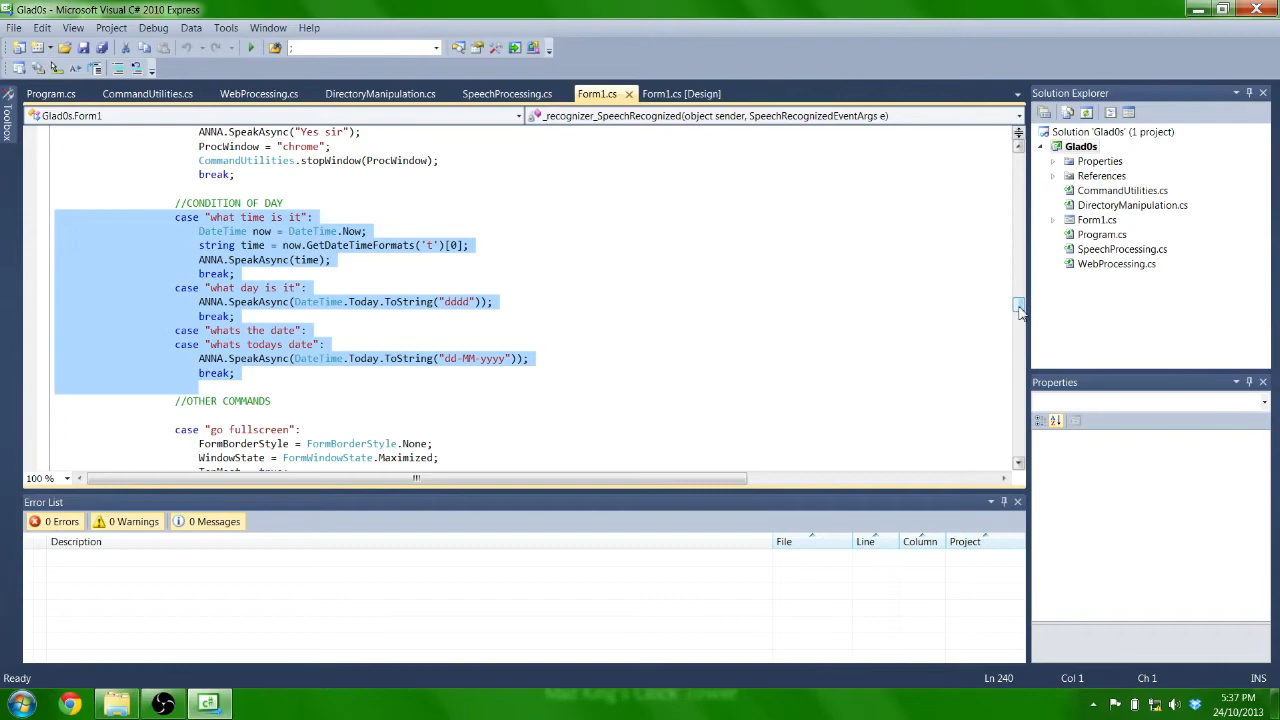 Glad0s - Microsoft Visual C# 2010 Express
File Edit View Project Debug Data Tools Window Help
;
Program.cs CommandUtilities.cs WebProcessing.cs DirectoryManipulation.cs SpeechProcessing.cs Form1.cs Form1.cs [Design]
Solution Explorer
Toolbox
Glad0s.Form1
_recognizer_SpeechRecognized(object sender, SpeechRecognizedEventArgs e)
ANNA.SpeakAsync("Yes sir");
ProcWindow = "chrome";
CommandUtilities.stopWindow(ProcWindow);
break;
//CONDITION OF DAY
case "what time is it":
DateTime now = DateTime.Now;
string time = now.GetDateTimeFormats('t')[0];
ANNA.SpeakAsync(time);
break;
case "what day is it":
ANNA.SpeakAsync(DateTime.Today.ToString("dddd"));
break;
case "whats the date":
case "whats todays date":
ANNA.SpeakAsync(DateTime.Today.ToString("dd-MM-yyyy"));
break;
//OTHER COMMANDS
case "go fullscreen":
FormBorderStyle = FormBorderStyle.None;
WindowState = FormWindowState.Maximized;
TopMost = true;
100 %
Solution 'Glad0s' (1 project)
Glad0s
Properties
References
CommandUtilities.cs
DirectoryManipulation.cs
Form1.cs
Program.cs
SpeechProcessing.cs
WebProcessing.cs
Properties
Error List
0 Errors 0 Warnings 0 Messages
Description File Line Column Project
Ready Ln 240 Col 1 Ch 1 INS
Mad King's Clock Tower
5:37 PM
24/10/2013